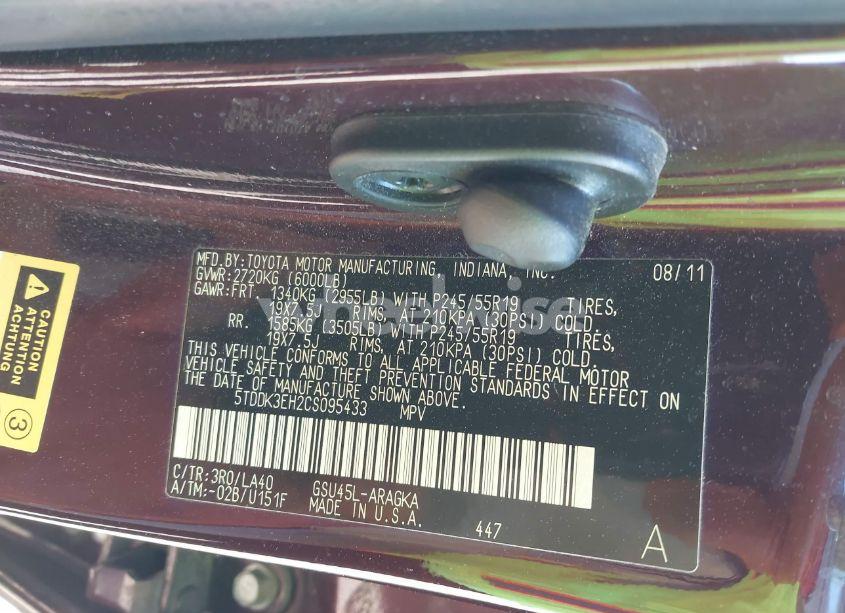 MFD.BY:TOYOTA MOTOR MANUFACTURING, INDIANA, INC. 08/11
GVWR:2720KG (6000LB)
GAWR:FRT. 1340KG (2955LB) WITH P245/55R19 TIRES,
19X7.5J RIMS, AT 210KPA (30PSI) COLD.
RR. 1585KG (3505LB) WITH P245/55R19 TIRES,
19X7.5J RIMS, AT 210KPA (30PSI) COLD.
THIS VEHICLE CONFORMS TO ALL APPLICABLE FEDERAL MOTOR
VEHICLE SAFETY AND THEFT PREVENTION STANDARDS IN EFFECT ON
THE DATE OF MANUFACTURE SHOWN ABOVE.
5TDDK3EH2CS095433 MPV
C/TR:3R0/LA40 GSU45L-ARAGKA
A/TM:-02B/U151F MADE IN U.S.A.
447 A
CAUTION
ATTENTION
ACHTUNG
3
wheelwise